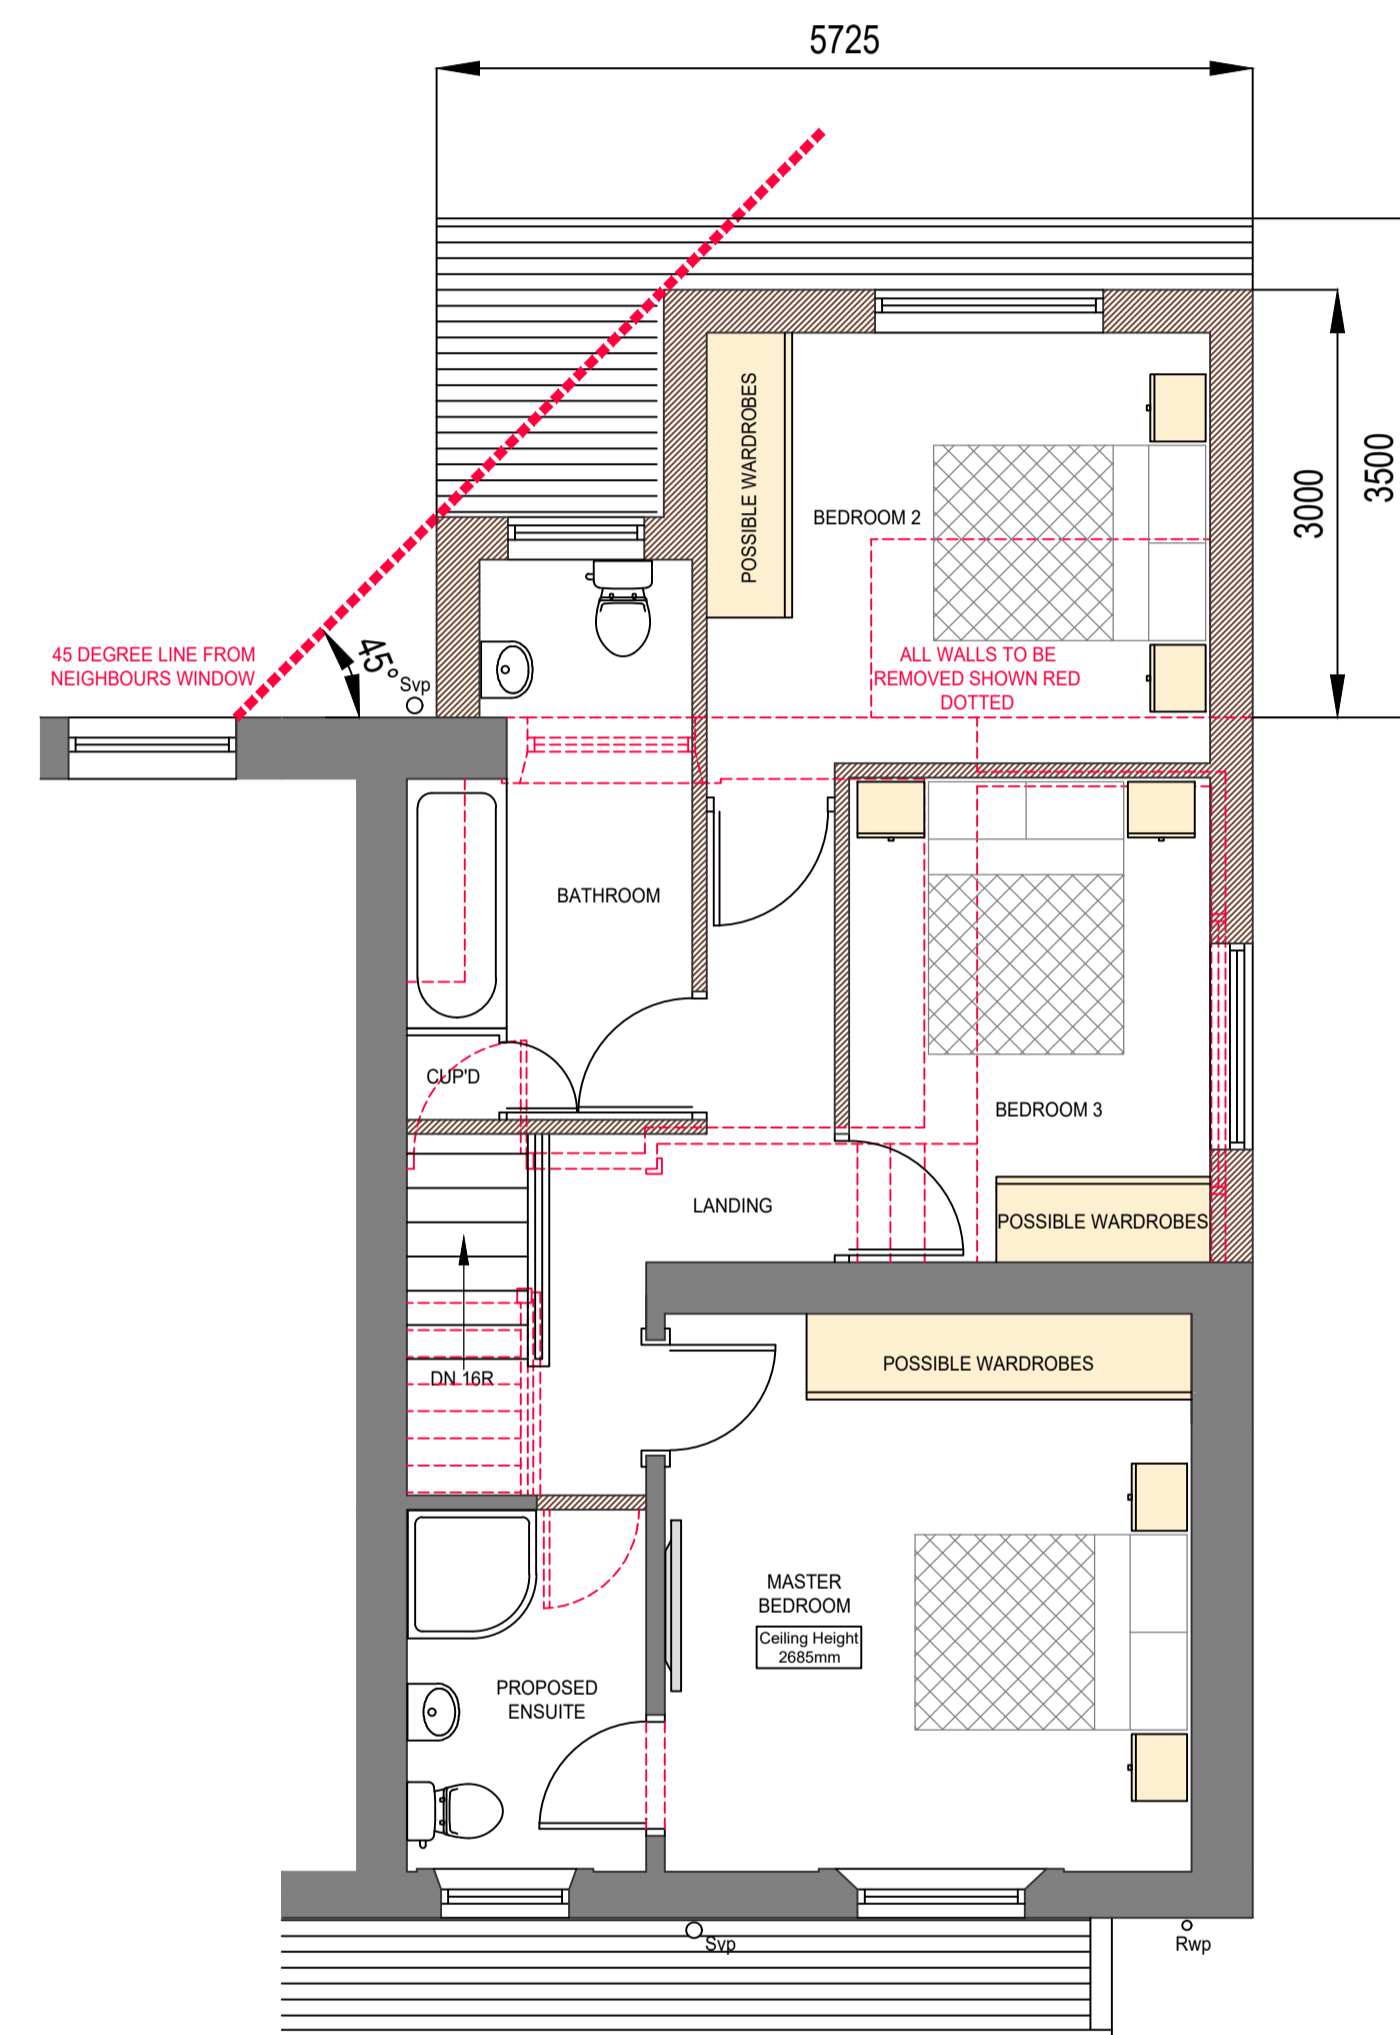 5725
POSSIBLE WARDROBES
BEDROOM 2
3000
3500
45 DEGREE LINE FROM
NEIGHBOURS WINDOW
45°
Svp
ALL WALLS TO BE
REMOVED SHOWN RED
DOTTED
BATHROOM
CUP'D
BEDROOM 3
LANDING
POSSIBLE WARDROBES
DN 16R
POSSIBLE WARDROBES
MASTER
BEDROOM
Ceiling Height
2685mm
PROPOSED
ENSUITE
Svp
Rwp